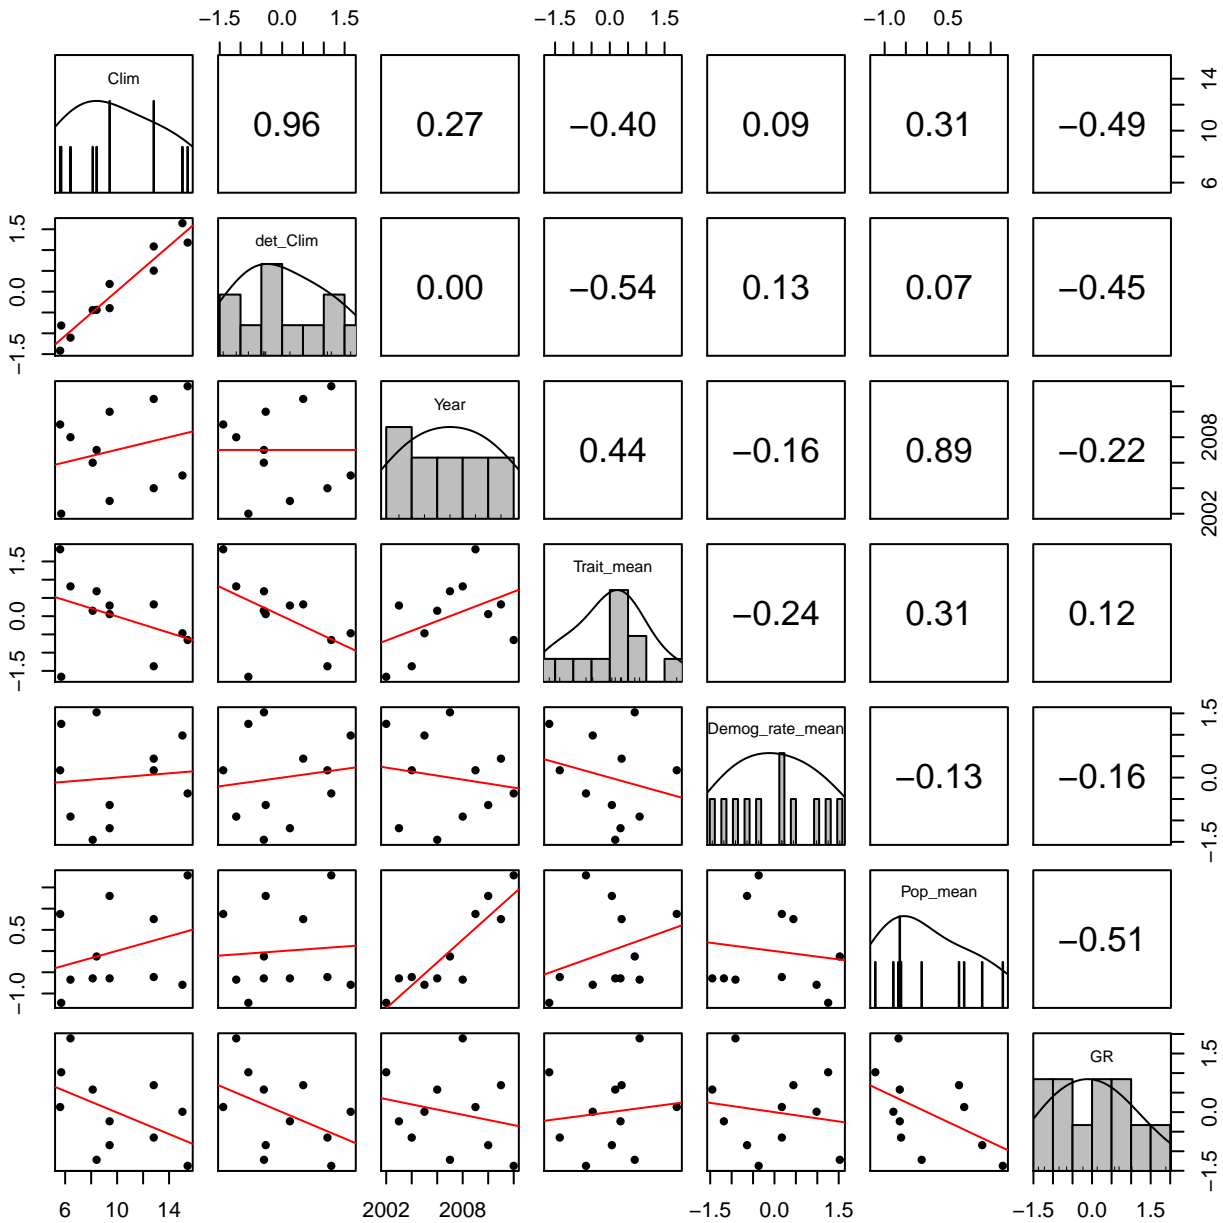 −1.5 0.0 1.5 −1.5 0.0 1.5 −1.0 0.5
Clim 0.96 0.27 −0.40 0.09 0.31 −0.49 6 10 14
−1.5 0.0 1.5 det_Clim 0.00 −0.54 0.13 0.07 −0.45
Year 0.44 −0.16 0.89 −0.22 2002 2008
−1.5 0.0 1.5 Trait_mean −0.24 0.31 0.12
Demog_rate_mean −0.13 −0.16 −1.5 0.0 1.5
−1.0 0.5 Pop_mean −0.51
GR −1.5 0.0 1.5
6 10 14 2002 2008 −1.5 0.0 1.5 −1.5 0.0 1.5